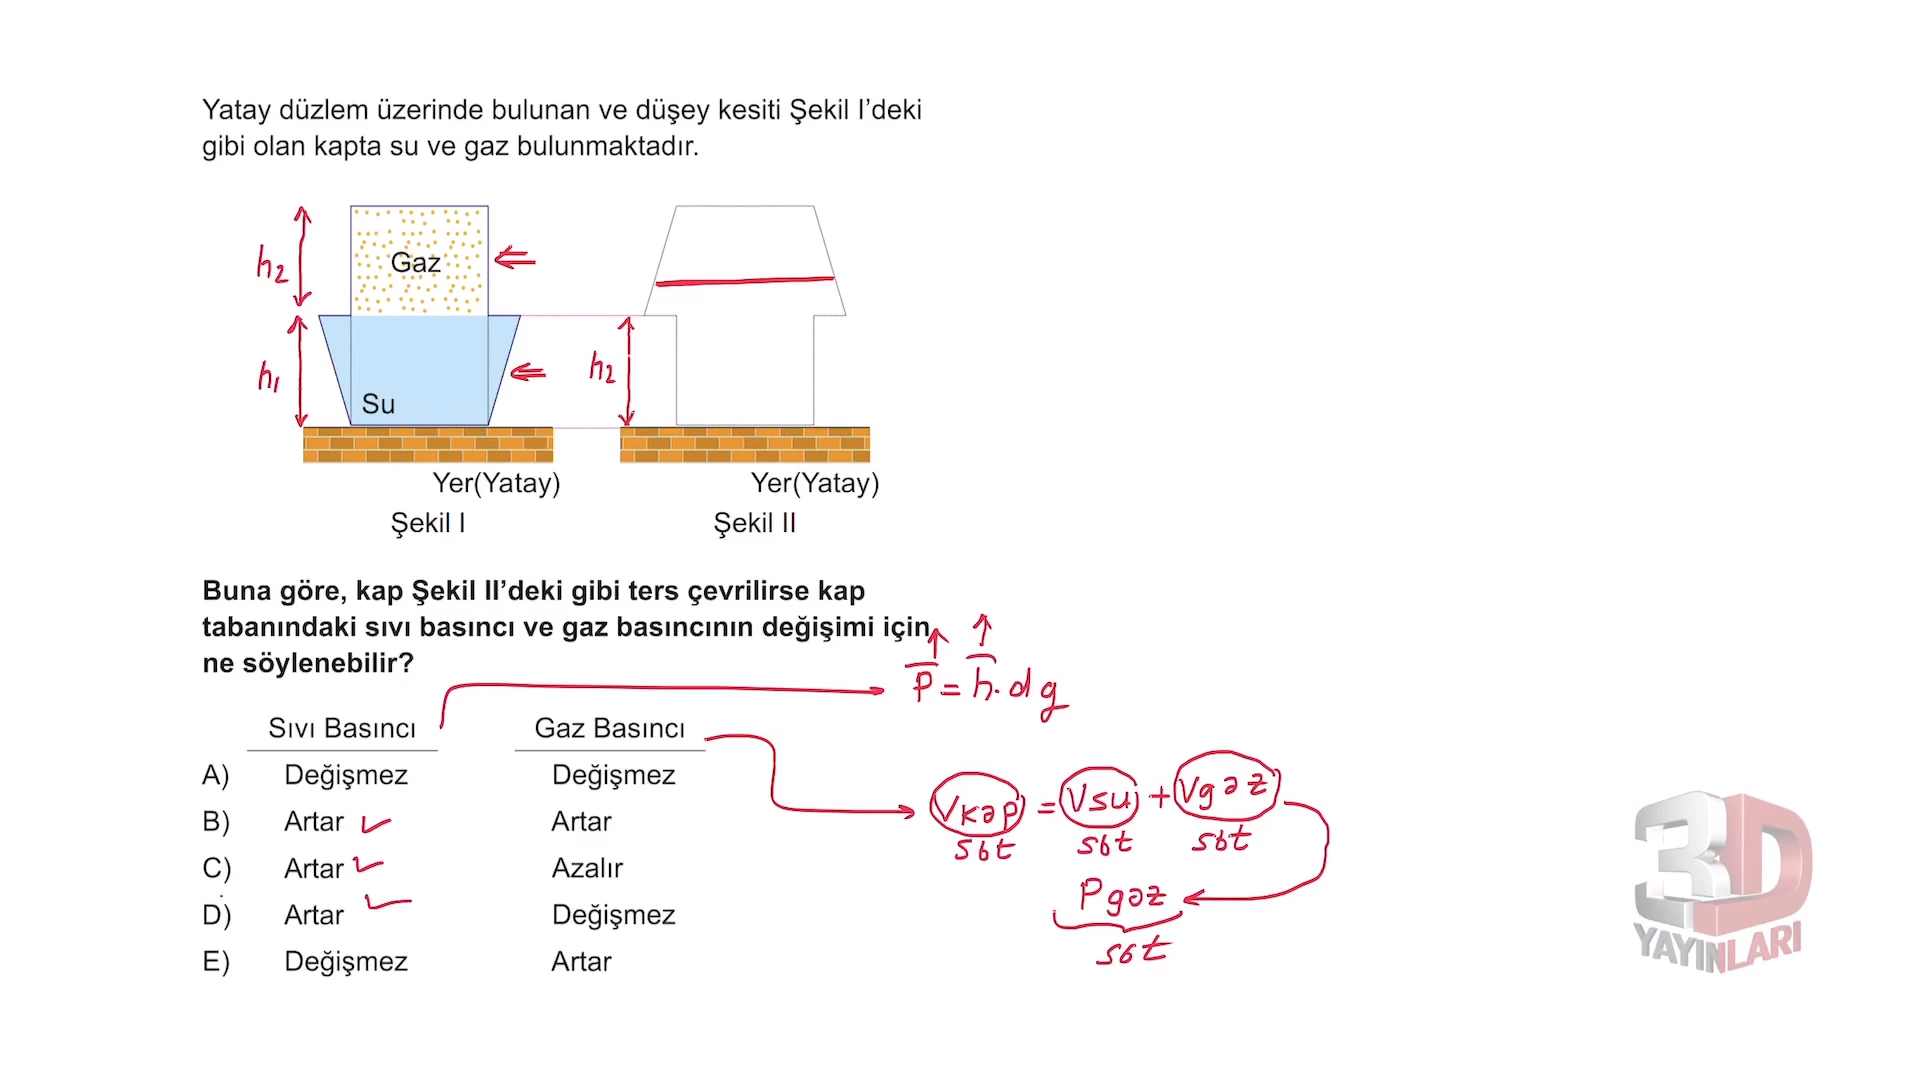 Yatay düzlem üzerinde bulunan ve düşey kesiti Şekil I’deki
gibi olan kapta su ve gaz bulunmaktadır.
h2
h1
Gaz
Su
Yer(Yatay)
Şekil I
h2
Yer(Yatay)
Şekil II
Buna göre, kap Şekil II’deki gibi ters çevrilirse kap
tabanındaki sıvı basıncı ve gaz basıncının değişimi için
ne söylenebilir?
P = h.dg
Sıvı Basıncı Gaz Basıncı
A) Değişmez Değişmez
B) Artar Artar
C) Artar Azalır
D) Artar Değişmez
E) Değişmez Artar
Vkap = Vsu + Vgaz
sbt sbt sbt
Pgaz
sbt
3D
YAYINLARI